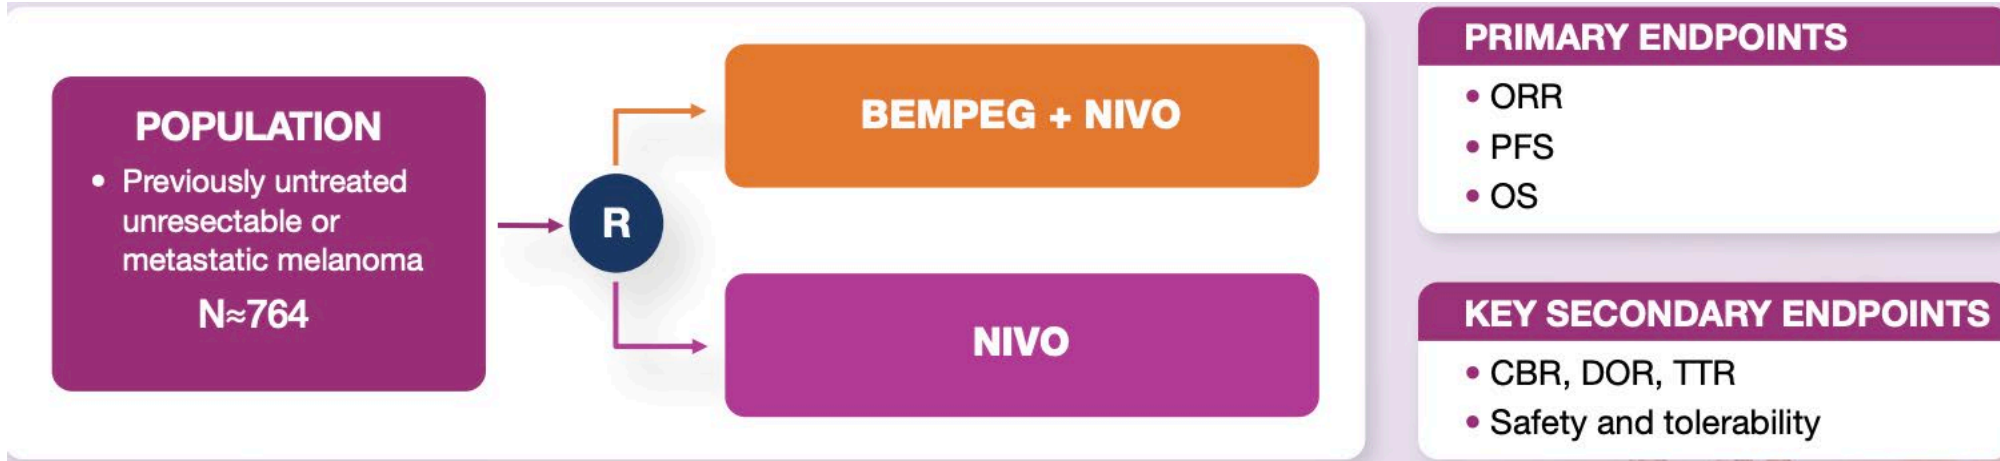 POPULATION
• Previously untreated
unresectable or
metastatic melanoma
N≈764
R
BEMPEG + NIVO
NIVO
PRIMARY ENDPOINTS
• ORR
• PFS
• OS
KEY SECONDARY ENDPOINTS
• CBR, DOR, TTR
• Safety and tolerability